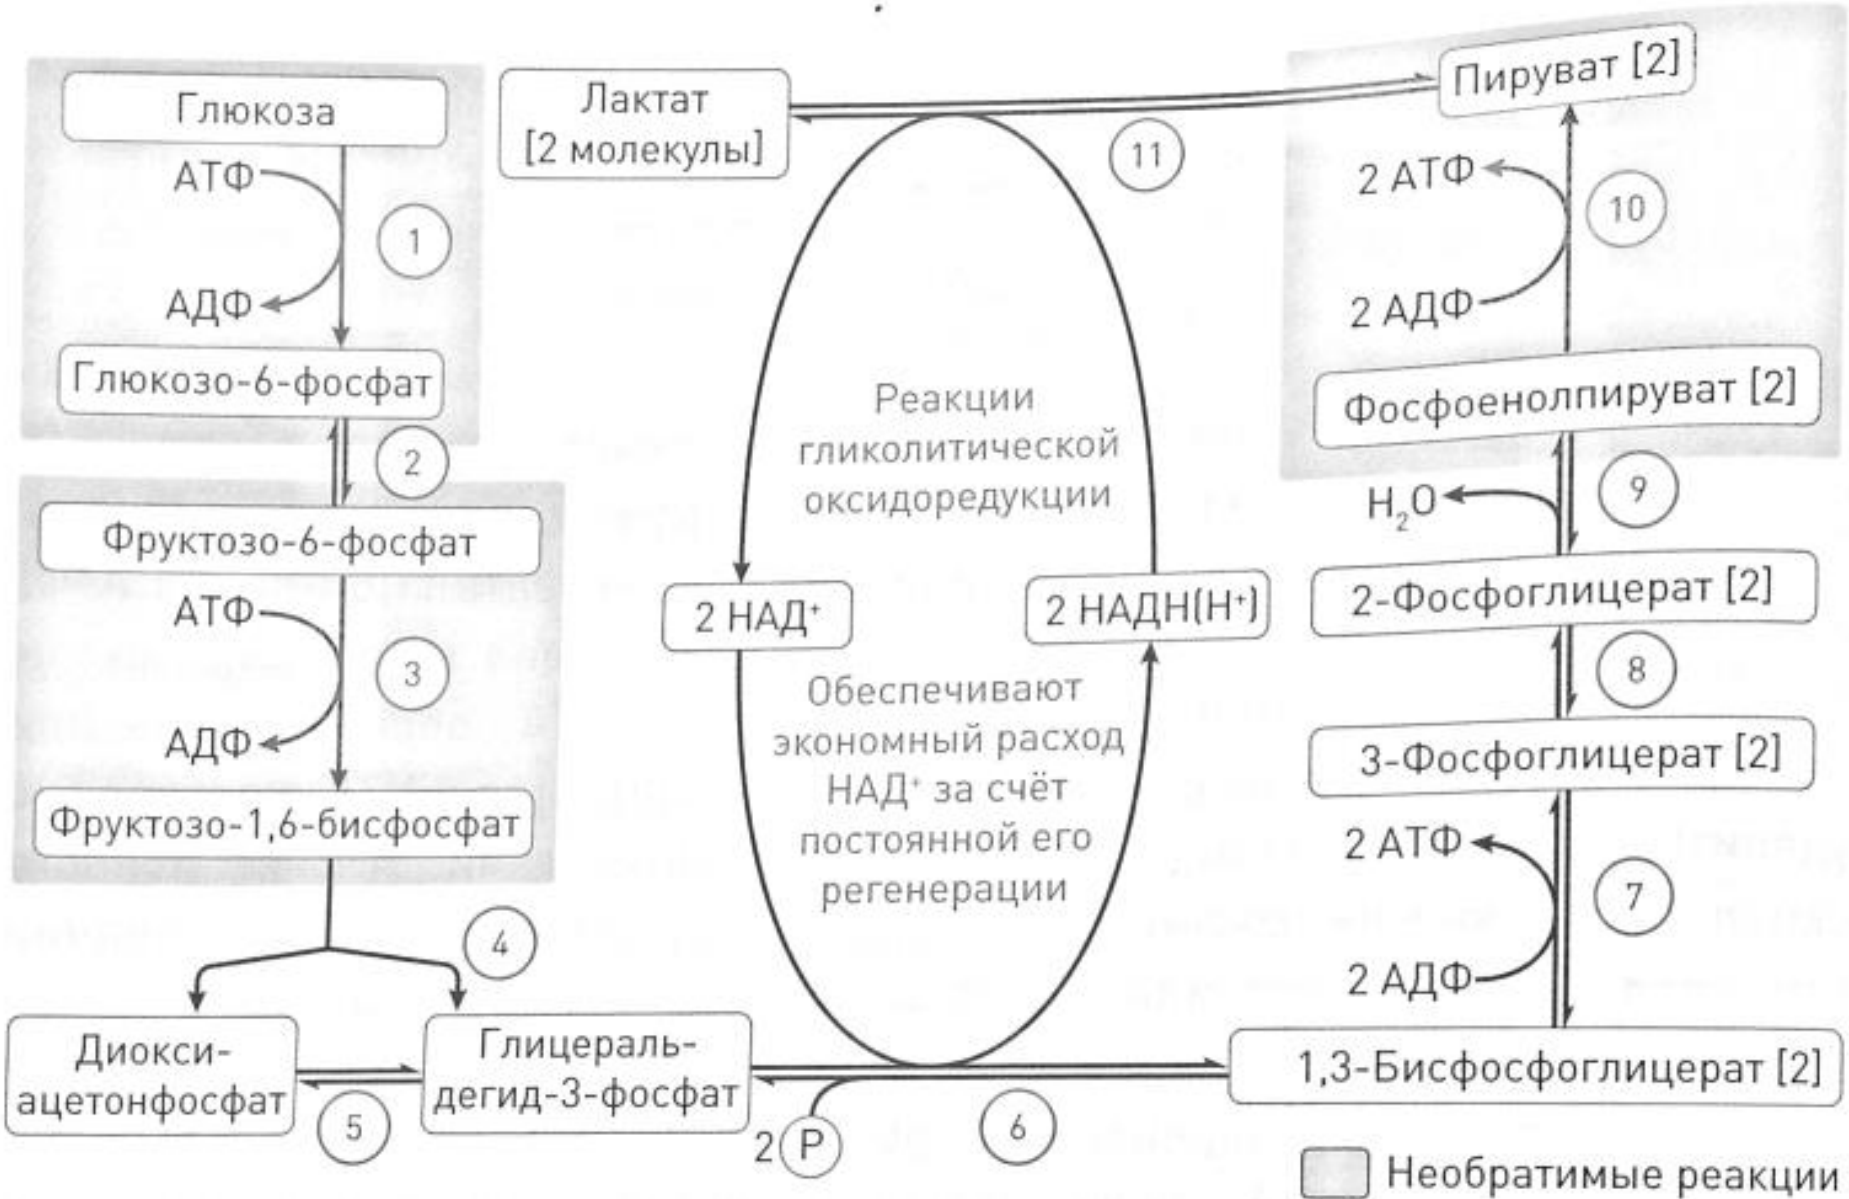 Глюкоза
АТФ
1
АДФ
Глюкозо-6-фосфат
2
Фруктозо-6-фосфат
АТФ
3
АДФ
Фруктозо-1,6-бисфосфат
4
Диокси-
ацетонфосфат
5
Глицераль-
дегид-3-фосфат
2 P
6
1,3-Бисфосфоглицерат [2]
Лактат
[2 молекулы]
11
Реакции
гликолитической
оксидоредукции
2 НАД⁺
2 НАДН(Н⁺)
Обеспечивают
экономный расход
НАД⁺ за счёт
постоянной его
регенерации
Пируват [2]
2 АТФ
10
2 АДФ
Фосфоенолпируват [2]
9
H₂O
2-Фосфоглицерат [2]
8
3-Фосфоглицерат [2]
2 АТФ
7
2 АДФ
Необратимые реакции